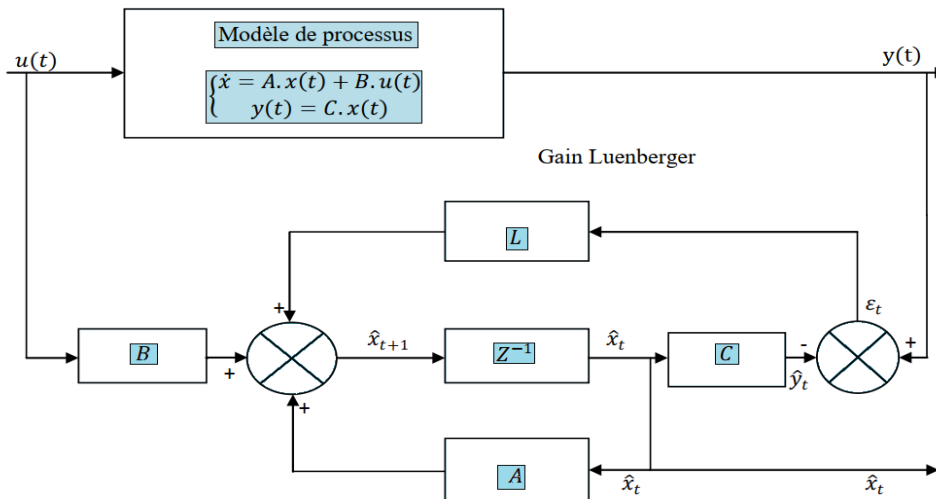 Modèle de processus
u(t)
y(t)
ẋ = A.x(t) + B.u(t)
y(t) = C.x(t)
Gain Luenberger
L
+
ε_t
B
+
x̂_{t+1}
Z^{-1}
x̂_t
C
-
ŷ_t
+
+
A
x̂_t
x̂_t